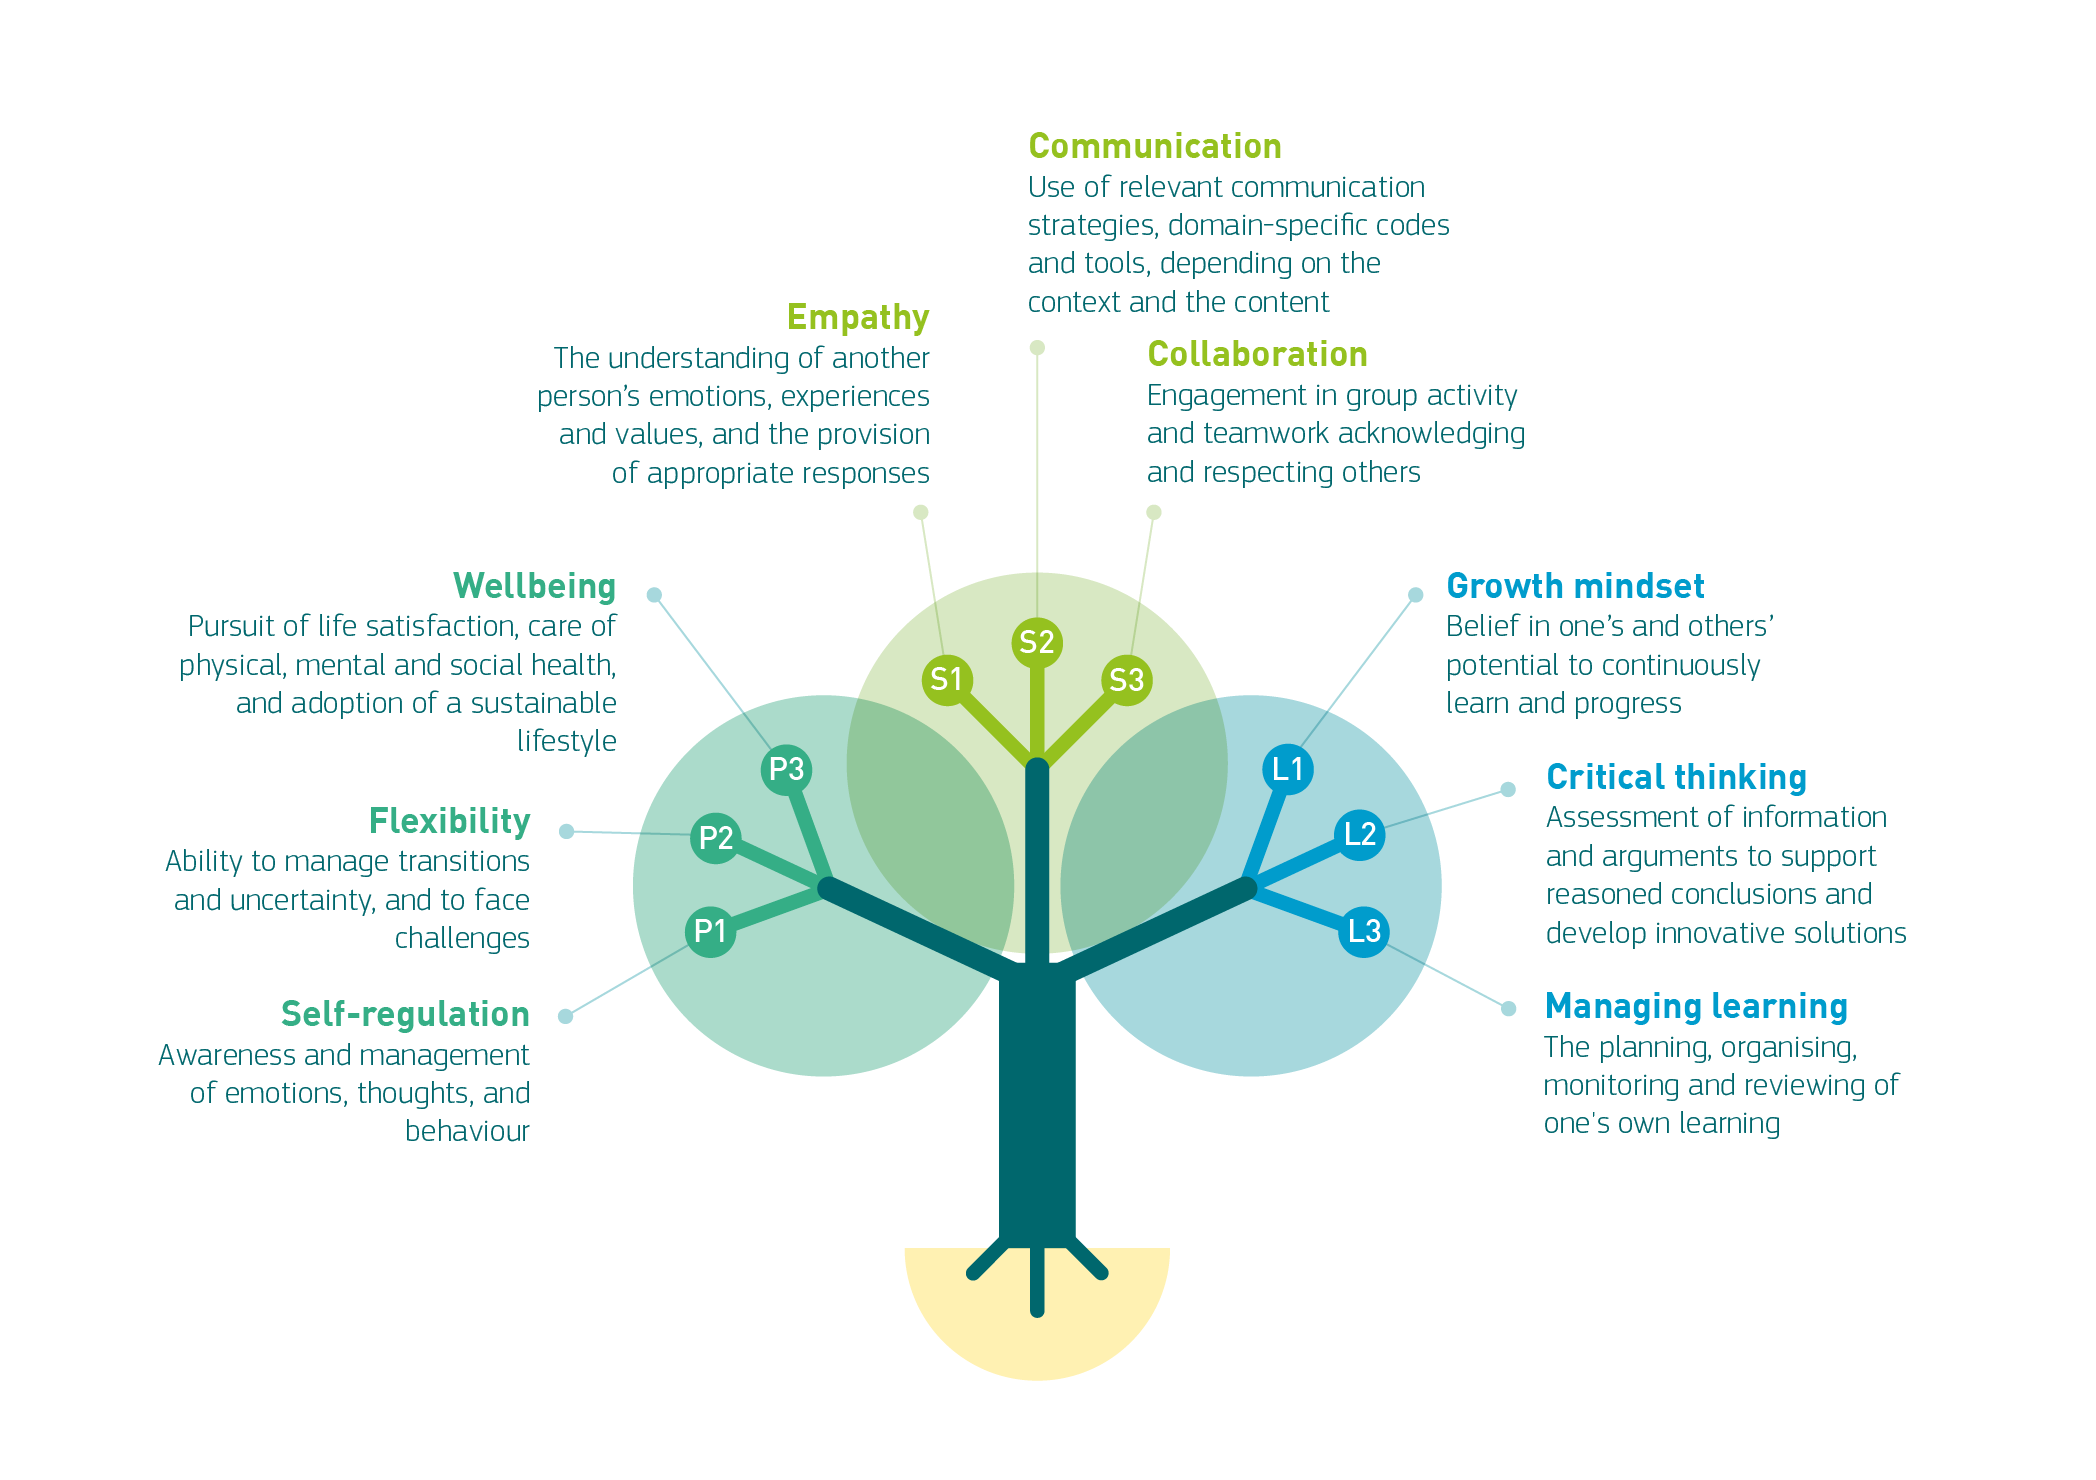 Communication
Use of relevant communication
strategies, domain-specific codes
and tools, depending on the
context and the content
Empathy
The understanding of another
person’s emotions, experiences
and values, and the provision
of appropriate responses
Collaboration
Engagement in group activity
and teamwork acknowledging
and respecting others
Wellbeing
Pursuit of life satisfaction, care of
physical, mental and social health,
and adoption of a sustainable
lifestyle
Growth mindset
Belief in one’s and others’
potential to continuously
learn and progress
S1
S2
S3
Flexibility
Ability to manage transitions
and uncertainty, and to face
challenges
Critical thinking
Assessment of information
and arguments to support
reasoned conclusions and
develop innovative solutions
P3
P2
P1
L1
L2
L3
Self-regulation
Awareness and management
of emotions, thoughts, and
behaviour
Managing learning
The planning, organising,
monitoring and reviewing of
one's own learning